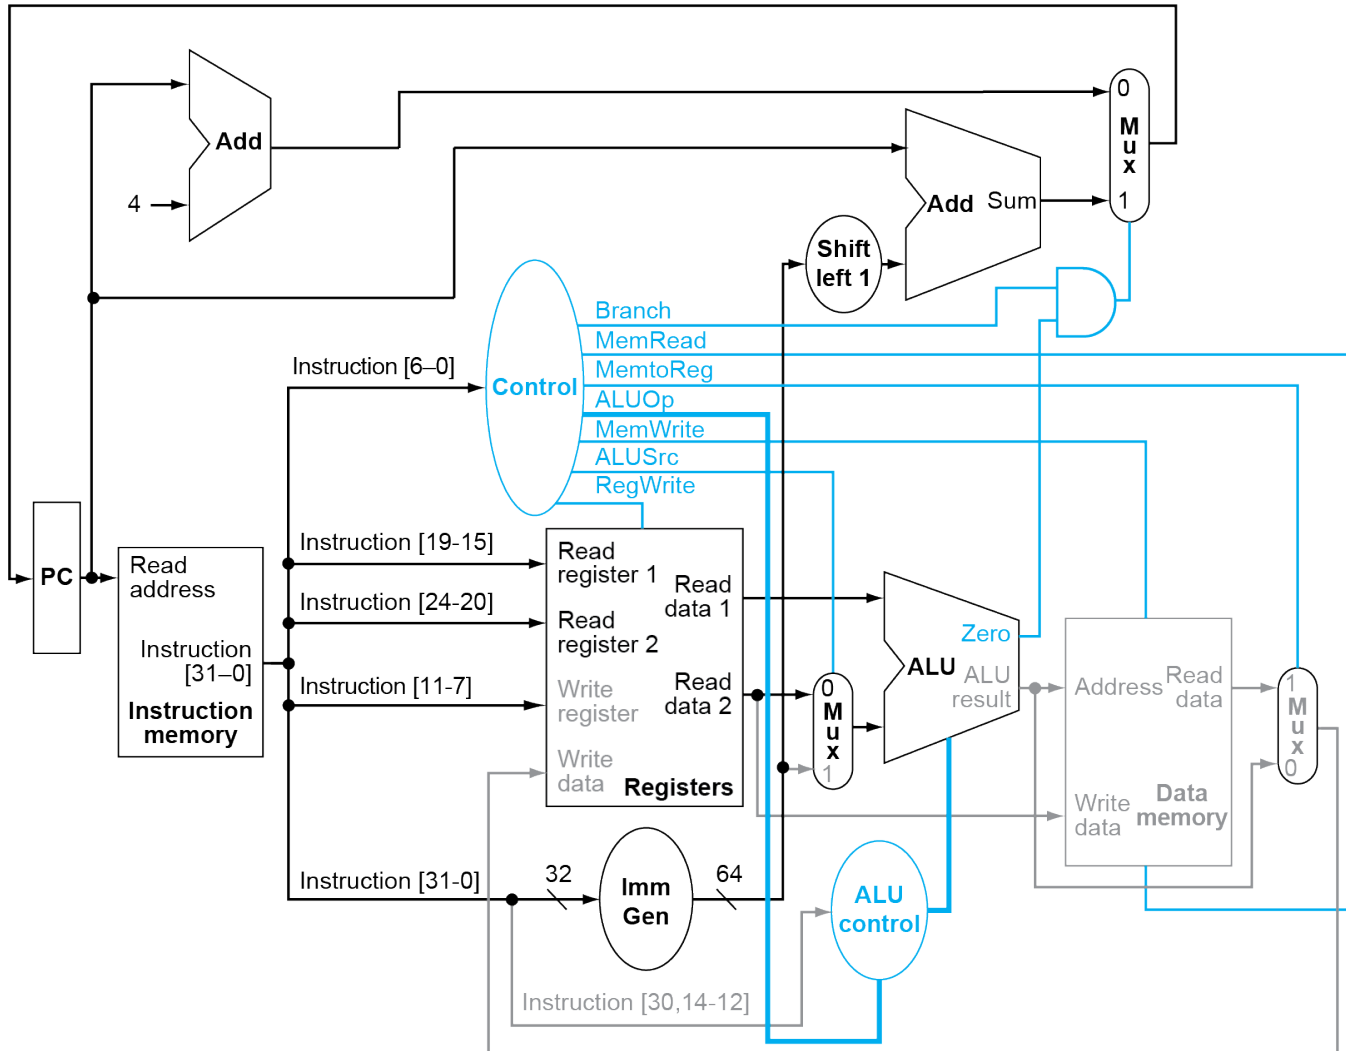 0
M
u
x
1
Add
4
Add Sum
Shift
left 1
Branch
MemRead
MemtoReg
ALUOp
MemWrite
ALUSrc
RegWrite
Instruction [6–0]
Control
PC
Read
address
Instruction
[31–0]
Instruction
memory
Instruction [19-15]
Instruction [24-20]
Instruction [11-7]
Instruction [31-0]
Read
register 1
Read
register 2
Write
register
Write
data
Read
data 1
Read
data 2
Registers
0
M
u
x
1
Zero
ALU
ALU
result
Address
Read
data
Write
data
Data
memory
1
M
u
x
0
32
Imm
Gen
64
ALU
control
Instruction [30,14-12]